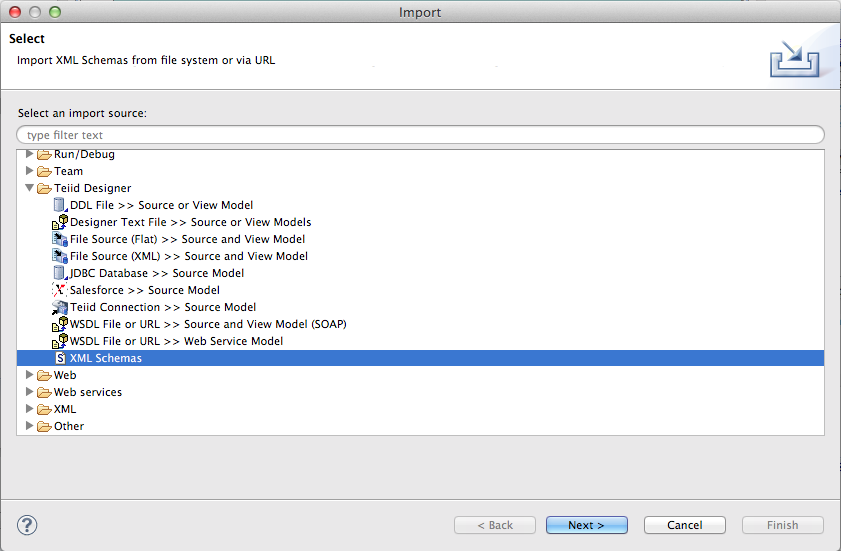 Import
Select
Import XML Schemas from file system or via URL
Select an import source:
type filter text
Run/Debug
Team
Teiid Designer
DDL File >> Source or View Model
Designer Text File >> Source or View Models
File Source (Flat) >> Source and View Model
File Source (XML) >> Source and View Model
JDBC Database >> Source Model
Salesforce >> Source Model
Teiid Connection >> Source Model
WSDL File or URL >> Source and View Model (SOAP)
WSDL File or URL >> Web Service Model
S XML Schemas
Web
Web services
XML
Other
? < Back Next > Cancel Finish